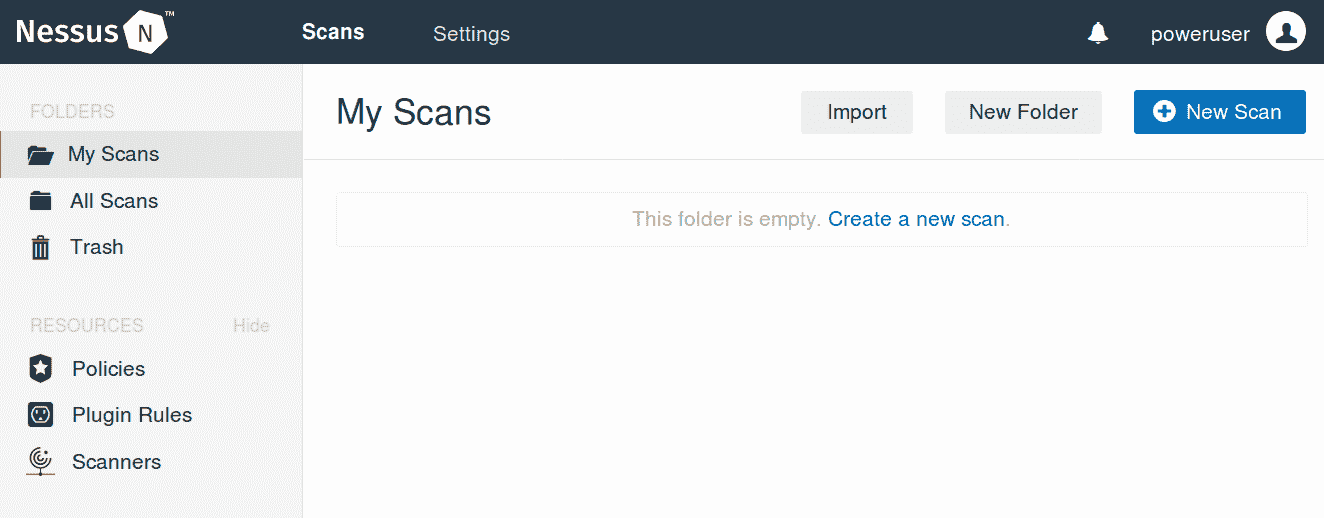 Nessus N ™ Scans Settings poweruser
FOLDERS
My Scans
All Scans
Trash
RESOURCES Hide
Policies
Plugin Rules
Scanners
My Scans Import New Folder New Scan
This folder is empty. Create a new scan.